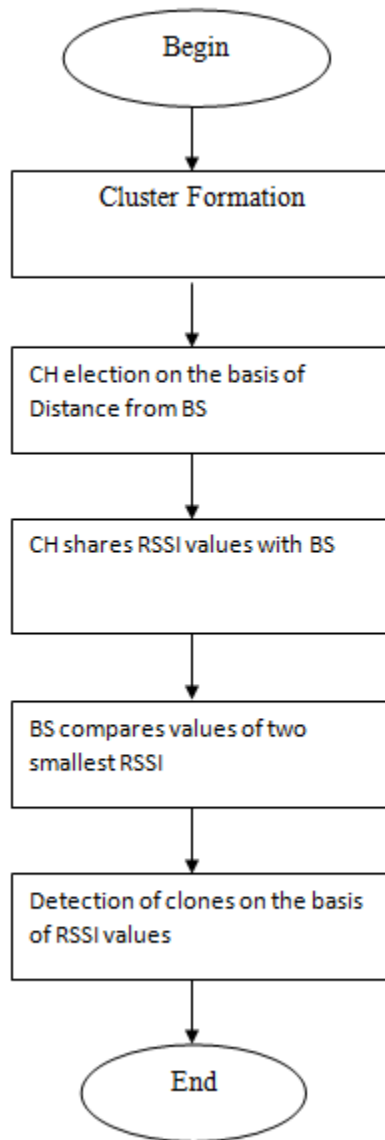 Begin
Cluster Formation
CH election on the basis of
Distance from BS
CH shares RSSI values with BS
BS compares values of two
smallest RSSI
Detection of clones on the basis
of RSSI values
End